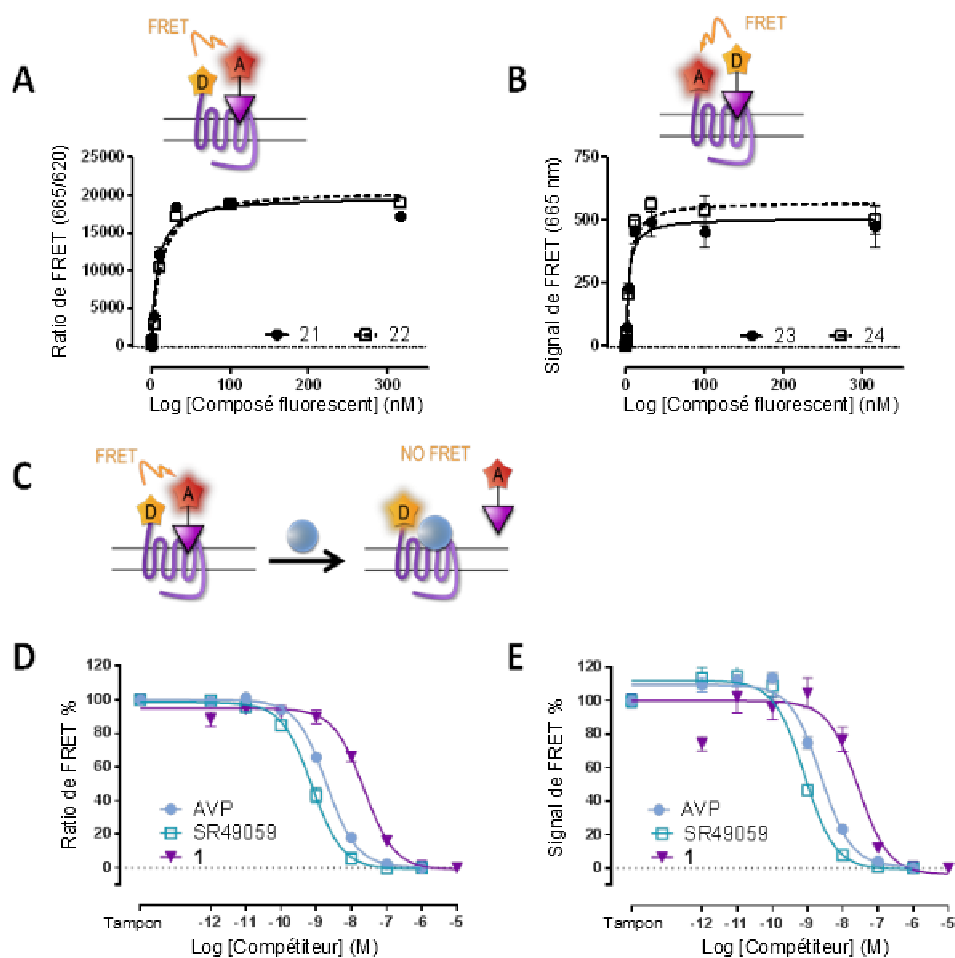 A
FRET
D
A
Ratio de FRET (665/620)
25000
20000
15000
10000
5000
0
21
22
0
100
200
300
Log [Composé fluorescent] (nM)
B
FRET
A
D
Signal de FRET (665 nm)
750
500
250
0
23
24
0
100
200
300
Log [Composé fluorescent] (nM)
C
FRET
D
A
NO FRET
D
A
D
Ratio de FRET %
120
100
80
60
40
20
0
AVP
SR49059
1
Tampon
-12
-11
-10
-9
-8
-7
-6
-5
Log [Compétiteur] (M)
E
Signal de FRET %
120
100
80
60
40
20
0
AVP
SR49059
1
Tampon
-12
-11
-10
-9
-8
-7
-6
-5
Log [Compétiteur] (M)